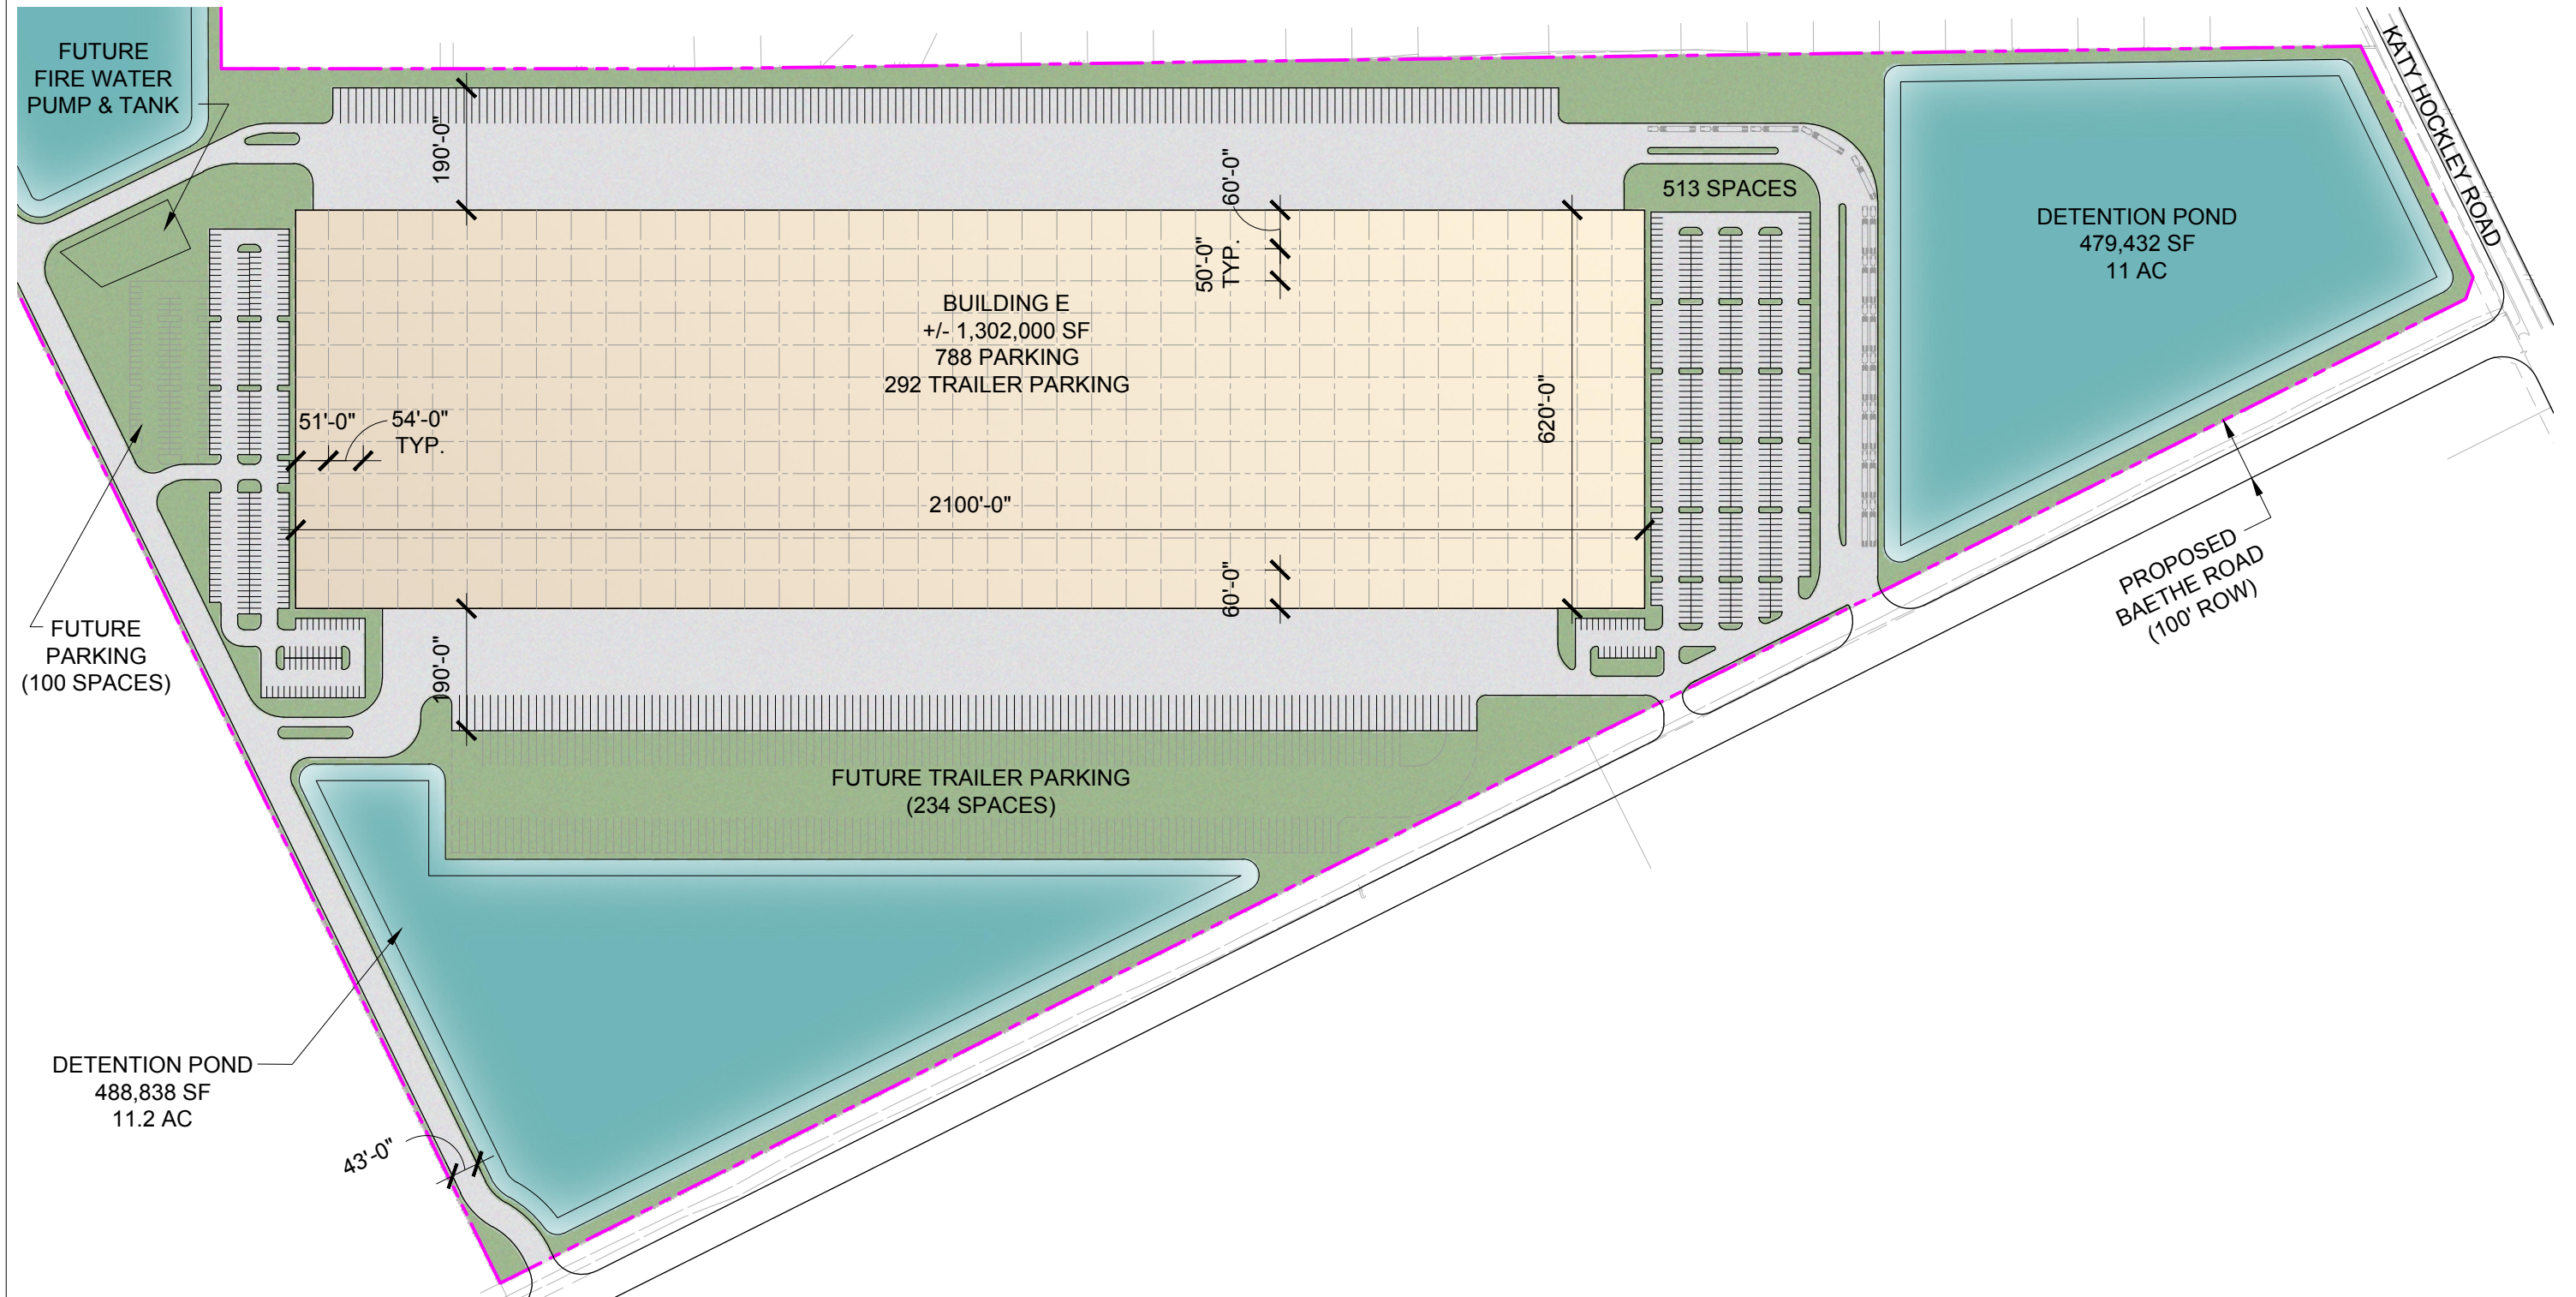 FUTURE
FIRE WATER
PUMP & TANK
KATY HOCKLEY ROAD
190'-0"
60'-0"
50'-0"
TYP.
513 SPACES
DETENTION POND
479,432 SF
11 AC
BUILDING E
+/- 1,302,000 SF
788 PARKING
292 TRAILER PARKING
620'-0"
51'-0"
54'-0"
TYP.
2100'-0"
60'-0"
PROPOSED
BAETHE ROAD
(100' ROW)
FUTURE
PARKING
(100 SPACES)
190'-0"
FUTURE TRAILER PARKING
(234 SPACES)
DETENTION POND
488,838 SF
11.2 AC
43'-0"